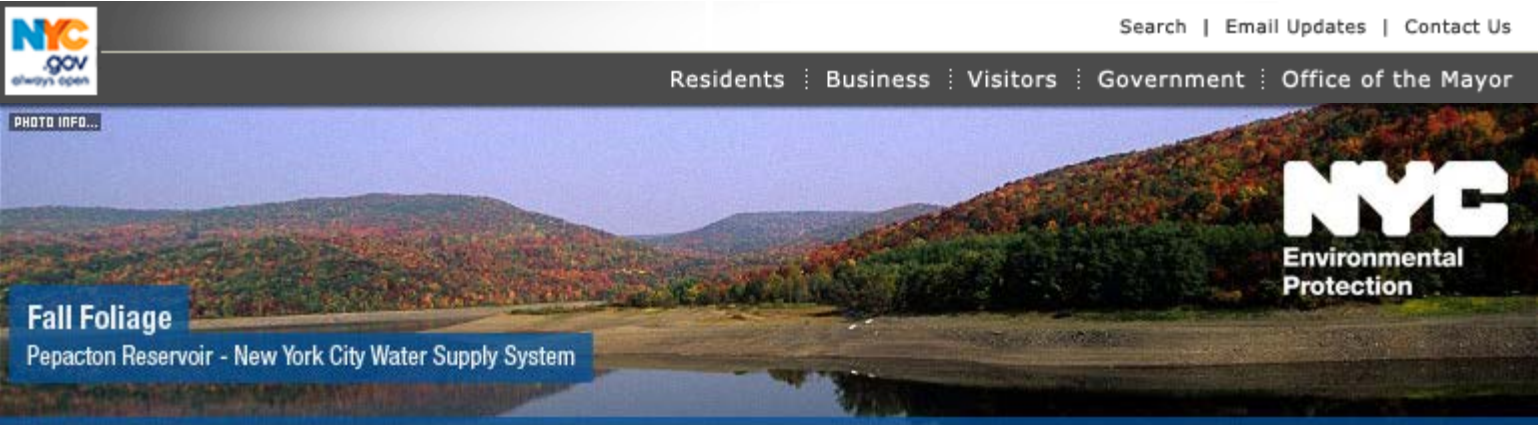 NYC
.gov
always open
Search | Email Updates | Contact Us
Residents Business Visitors Government Office of the Mayor
PHOTO INFO...
NYC
Environmental
Protection
Fall Foliage
Pepacton Reservoir - New York City Water Supply System